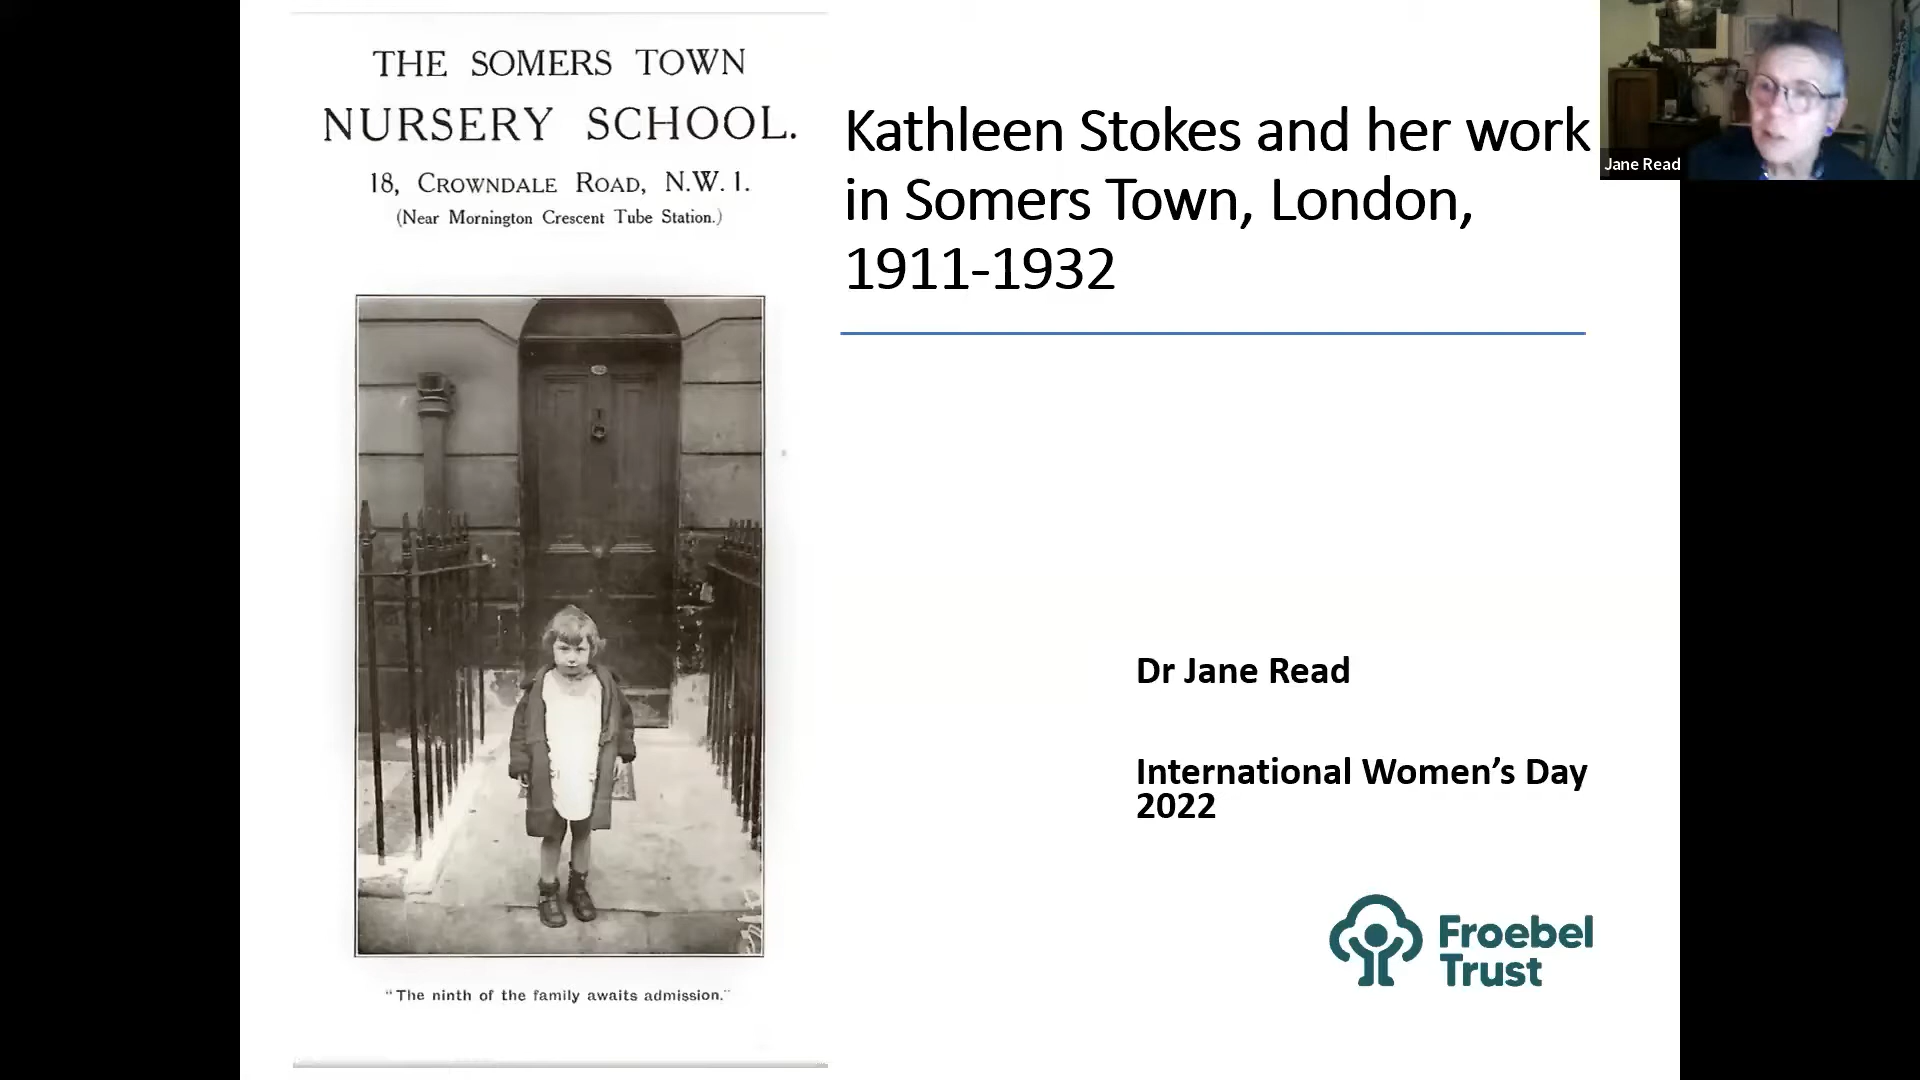 THE SOMERS TOWN
NURSERY SCHOOL.
18, CROWNDALE ROAD, N.W.1.
(Near Mornington Crescent Tube Station.)
"The ninth of the family awaits admission."
Kathleen Stokes and her work
in Somers Town, London,
1911-1932
Dr Jane Read
International Women's Day
2022
Froebel
Trust
Jane Read